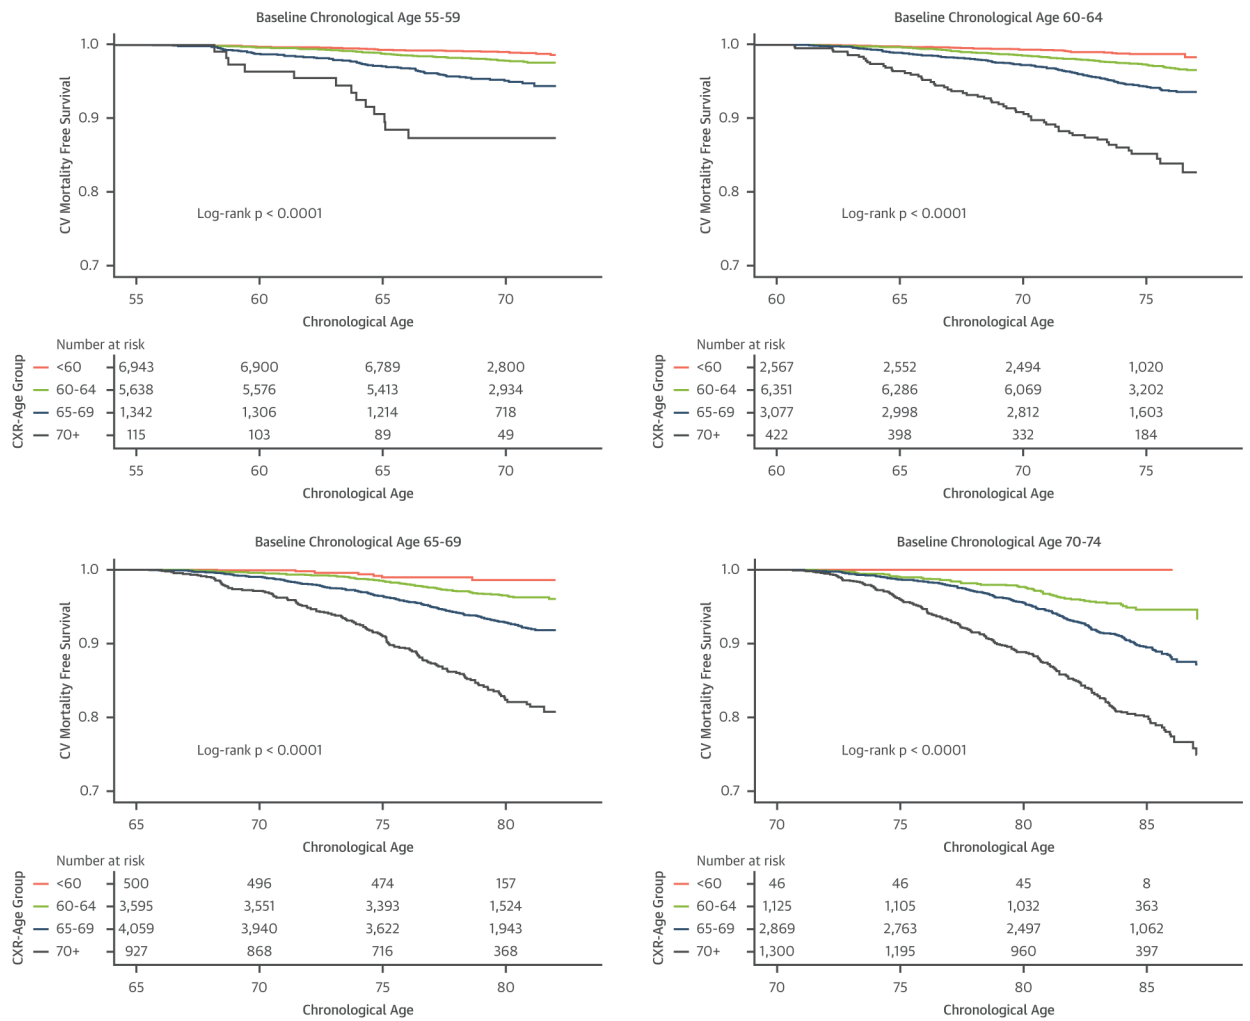 Baseline Chronological Age 55-59
CV Mortality Free Survival
1.0
0.9
0.8
0.7
Log-rank p < 0.0001
55 60 65 70
Chronological Age
Number at risk
CXR-Age Group
<60 6,943 6,900 6,789 2,800
60-64 5,638 5,576 5,413 2,934
65-69 1,342 1,306 1,214 718
70+ 115 103 89 49
55 60 65 70
Chronological Age
Baseline Chronological Age 60-64
CV Mortality Free Survival
1.0
0.9
0.8
0.7
Log-rank p < 0.0001
60 65 70 75
Chronological Age
Number at risk
CXR-Age Group
<60 2,567 2,552 2,494 1,020
60-64 6,351 6,286 6,069 3,202
65-69 3,077 2,998 2,812 1,603
70+ 422 398 332 184
60 65 70 75
Chronological Age
Baseline Chronological Age 65-69
CV Mortality Free Survival
1.0
0.9
0.8
0.7
Log-rank p < 0.0001
65 70 75 80
Chronological Age
Number at risk
CXR-Age Group
<60 500 496 474 157
60-64 3,595 3,551 3,393 1,524
65-69 4,059 3,940 3,622 1,943
70+ 927 868 716 368
65 70 75 80
Chronological Age
Baseline Chronological Age 70-74
CV Mortality Free Survival
1.0
0.9
0.8
0.7
Log-rank p < 0.0001
70 75 80 85
Chronological Age
Number at risk
CXR-Age Group
<60 46 46 45 8
60-64 1,125 1,105 1,032 363
65-69 2,869 2,763 2,497 1,062
70+ 1,300 1,195 960 397
70 75 80 85
Chronological Age